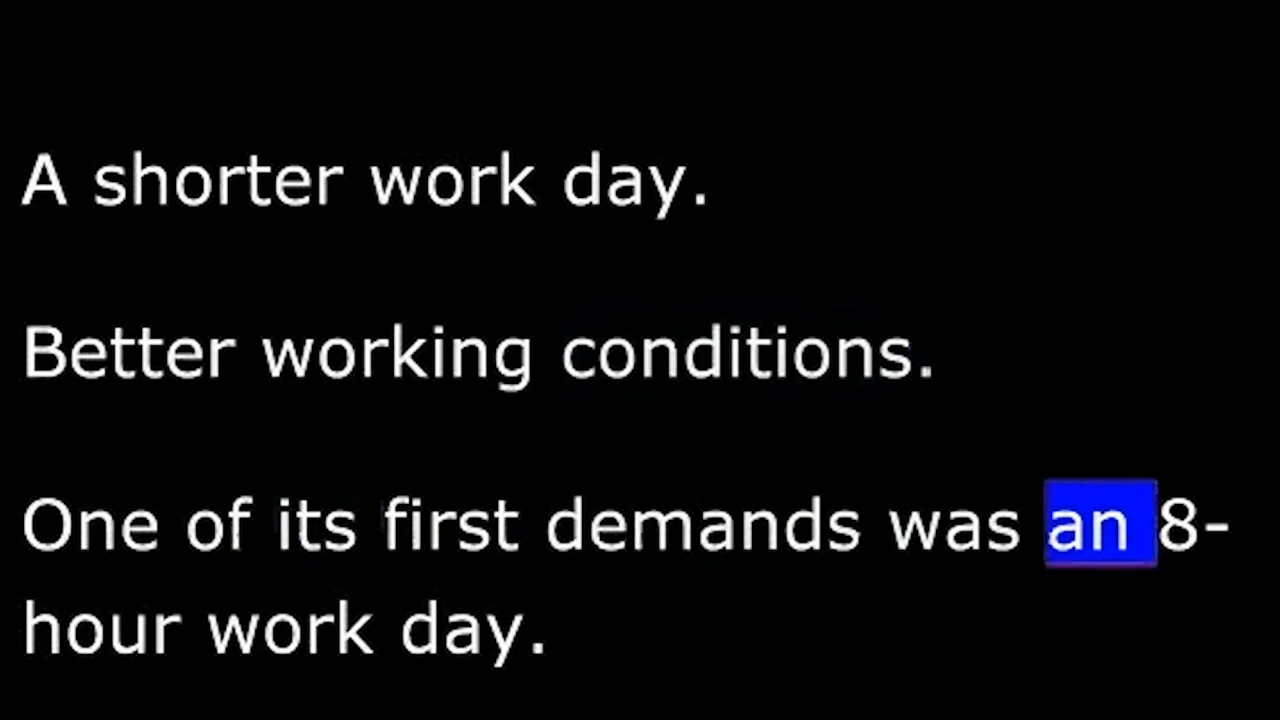 A shorter work day.
Better working conditions.
One of its first demands was an 8-
hour work day.